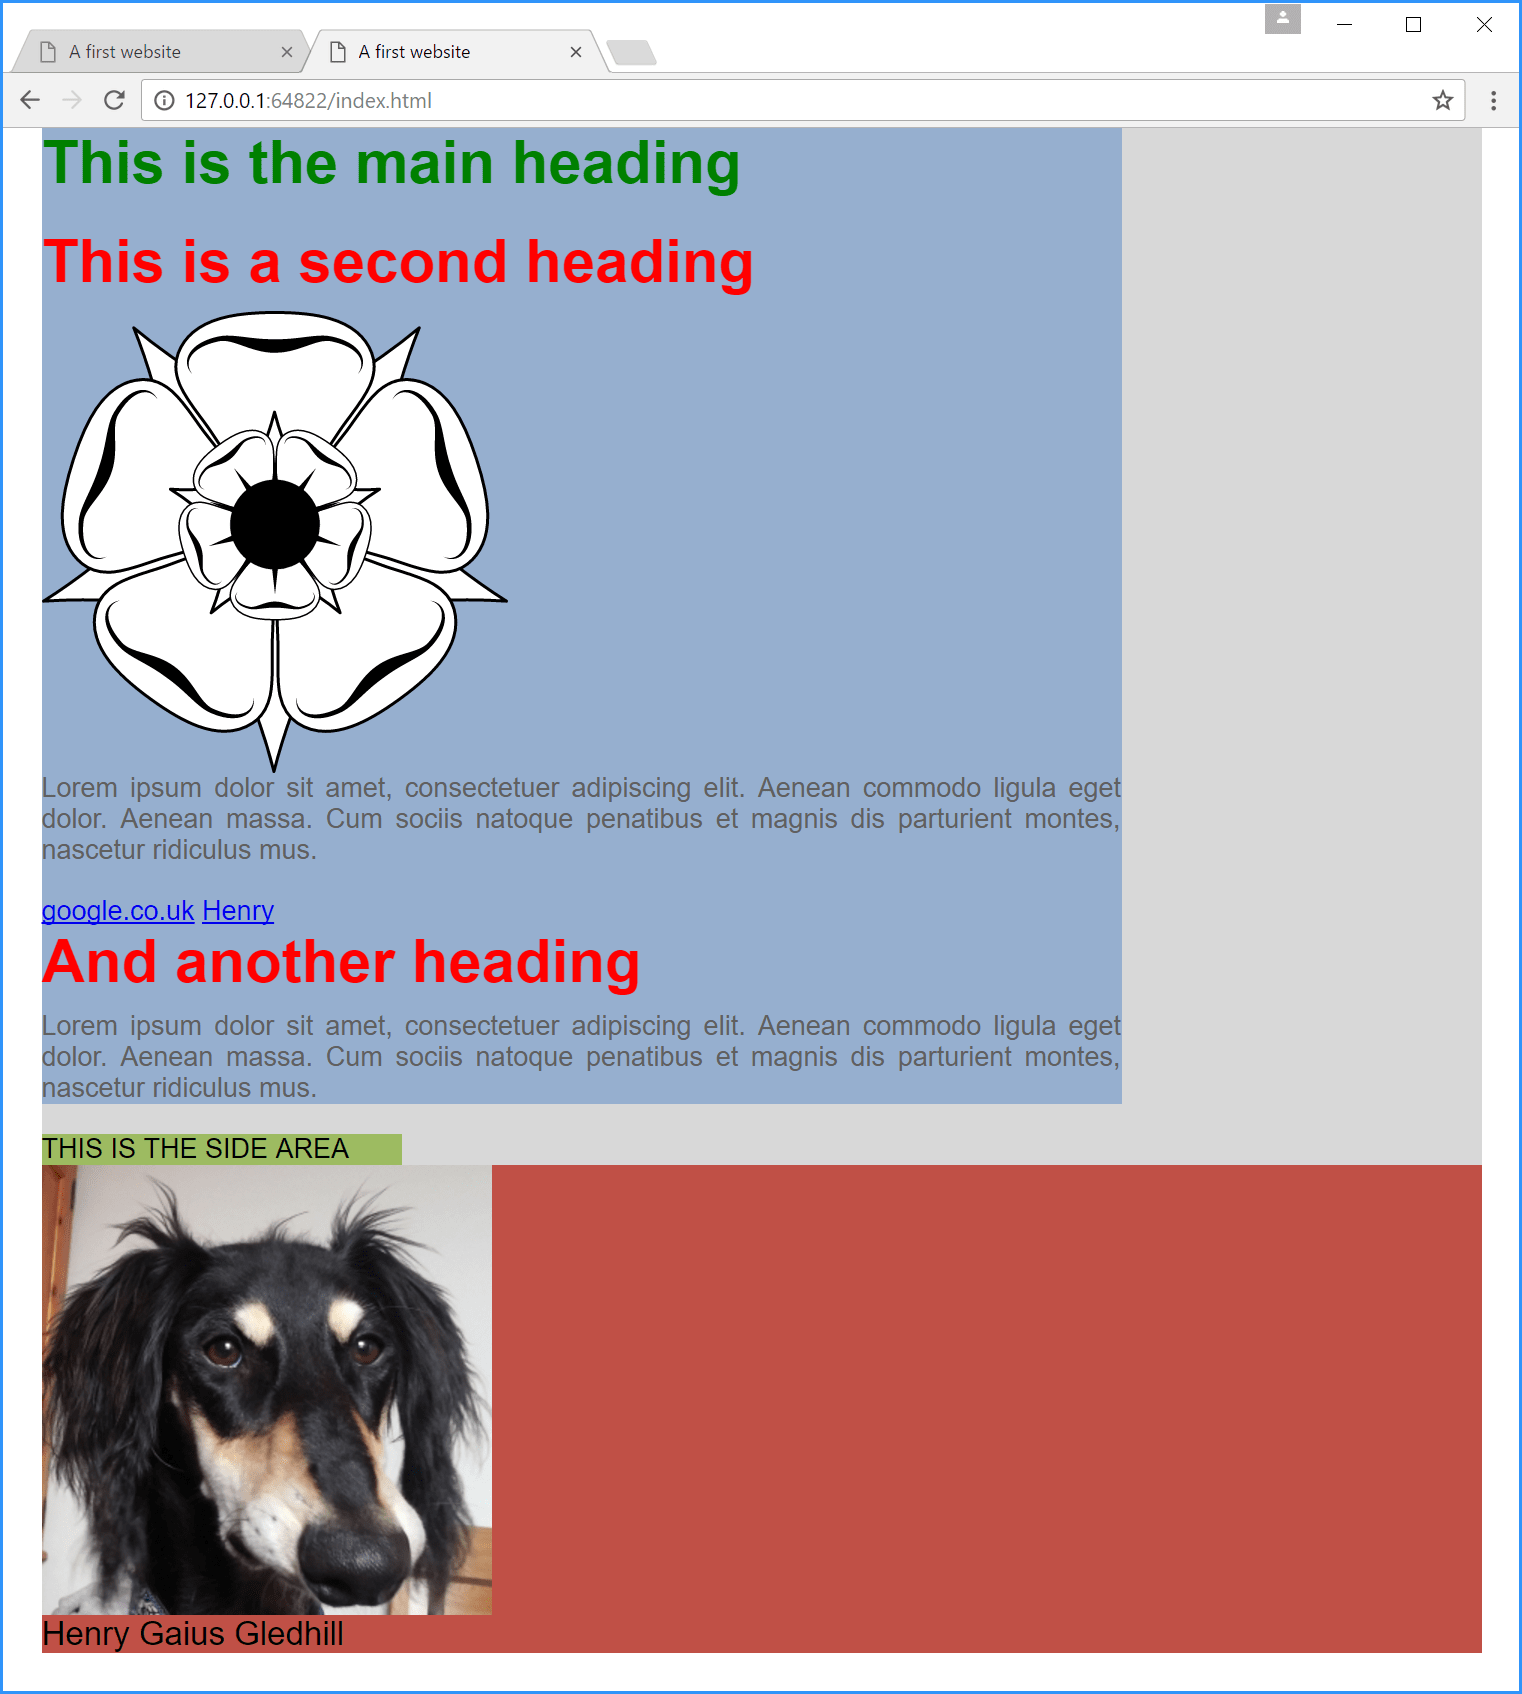 A first website
A first website
127.0.0.1:64822/index.html
This is the main heading
This is a second heading
Lorem ipsum dolor sit amet, consectetuer adipiscing elit. Aenean commodo ligula eget
dolor. Aenean massa. Cum sociis natoque penatibus et magnis dis parturient montes,
nascetur ridiculus mus.
google.co.uk Henry
And another heading
Lorem ipsum dolor sit amet, consectetuer adipiscing elit. Aenean commodo ligula eget
dolor. Aenean massa. Cum sociis natoque penatibus et magnis dis parturient montes,
nascetur ridiculus mus.
THIS IS THE SIDE AREA
Henry Gaius Gledhill